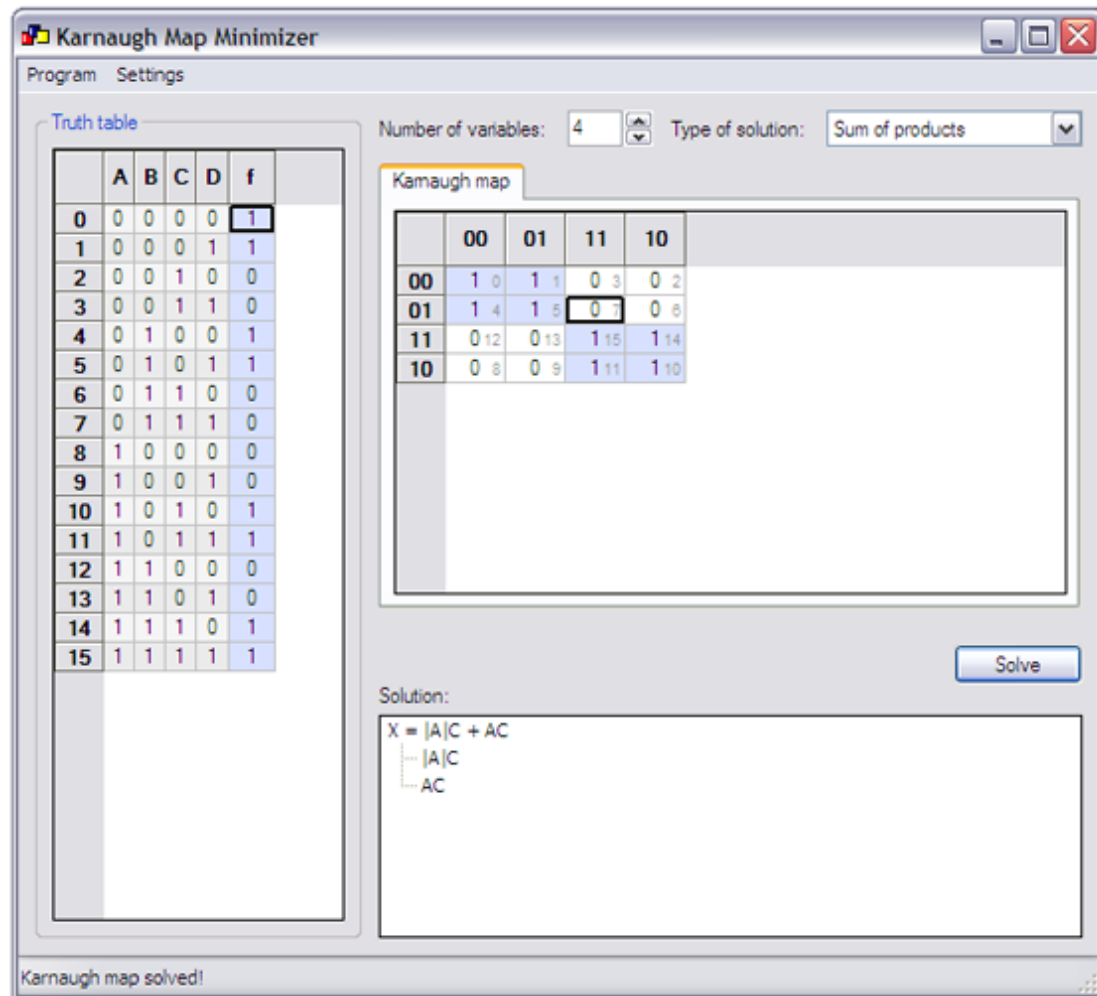 Karnaugh Map Minimizer
Program Settings
Truth table
A B C D f
0 0 0 0 0 1
1 0 0 0 1 1
2 0 0 1 0 0
3 0 0 1 1 0
4 0 1 0 0 1
5 0 1 0 1 1
6 0 1 1 0 0
7 0 1 1 1 0
8 1 0 0 0 0
9 1 0 0 1 0
10 1 0 1 0 1
11 1 0 1 1 1
12 1 1 0 0 0
13 1 1 0 1 0
14 1 1 1 0 1
15 1 1 1 1 1
Number of variables: 4 Type of solution: Sum of products
Karnaugh map
00 01 11 10
00 1 0 1 1 0 3 0 2
01 1 4 1 5 0 7 0 6
11 0 12 0 13 1 15 1 14
10 0 8 0 9 1 11 1 10
Solve
Solution:
X = |A|C + AC
|A|C
AC
Karnaugh map solved!